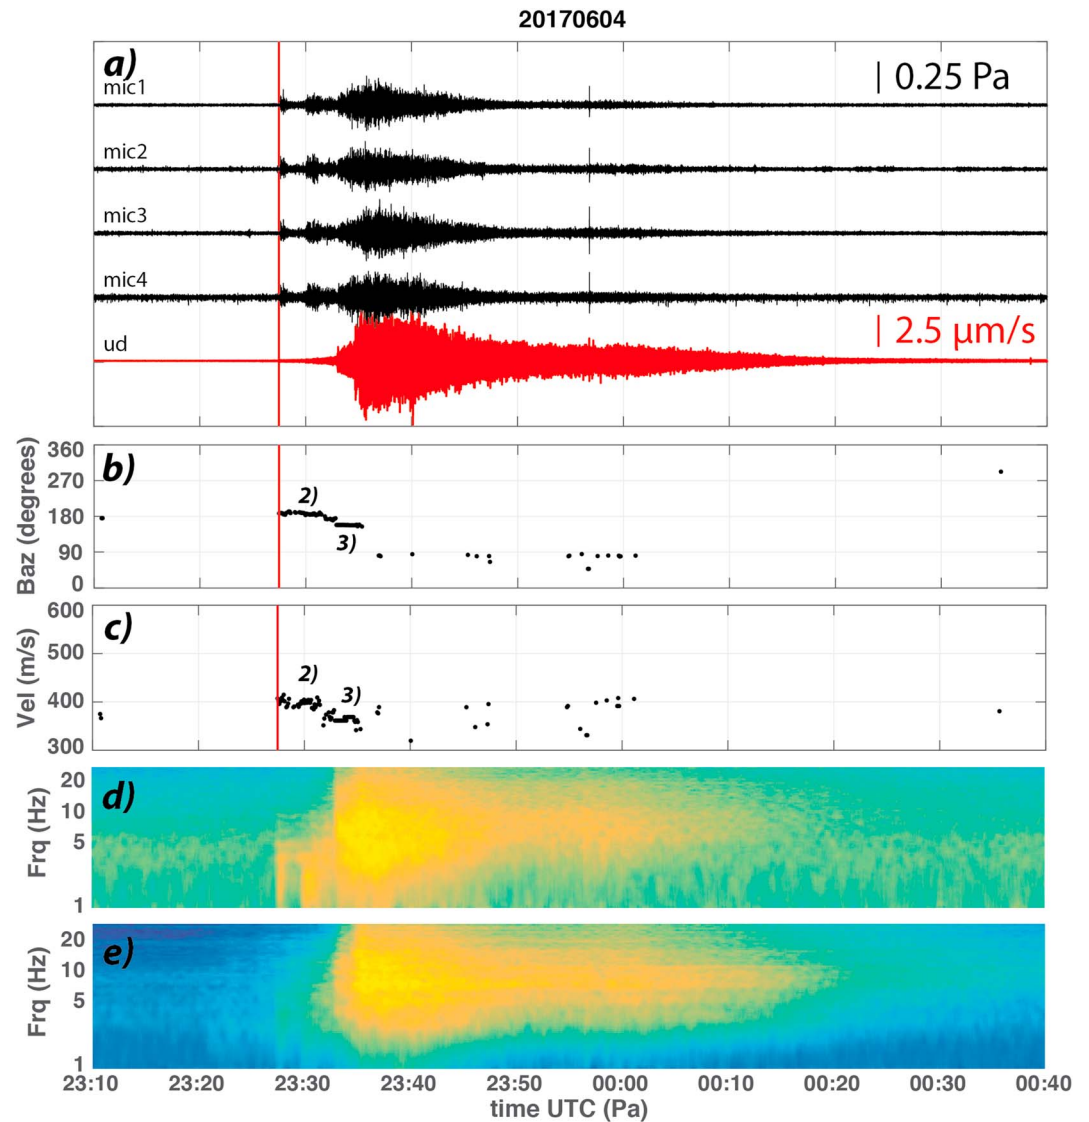 20170604
a)
mic1
| 0.25 Pa
mic2
mic3
mic4
ud
| 2.5 µm/s
b)
Baz (degrees)
360
270
180
90
0
2)
3)
c)
Vel (m/s)
600
500
400
300
2)
3)
d)
Frq (Hz)
20
10
5
1
e)
Frq (Hz)
20
10
5
1
23:10 23:20 23:30 23:40 23:50 00:00 00:10 00:20 00:30 00:40
time UTC (Pa)